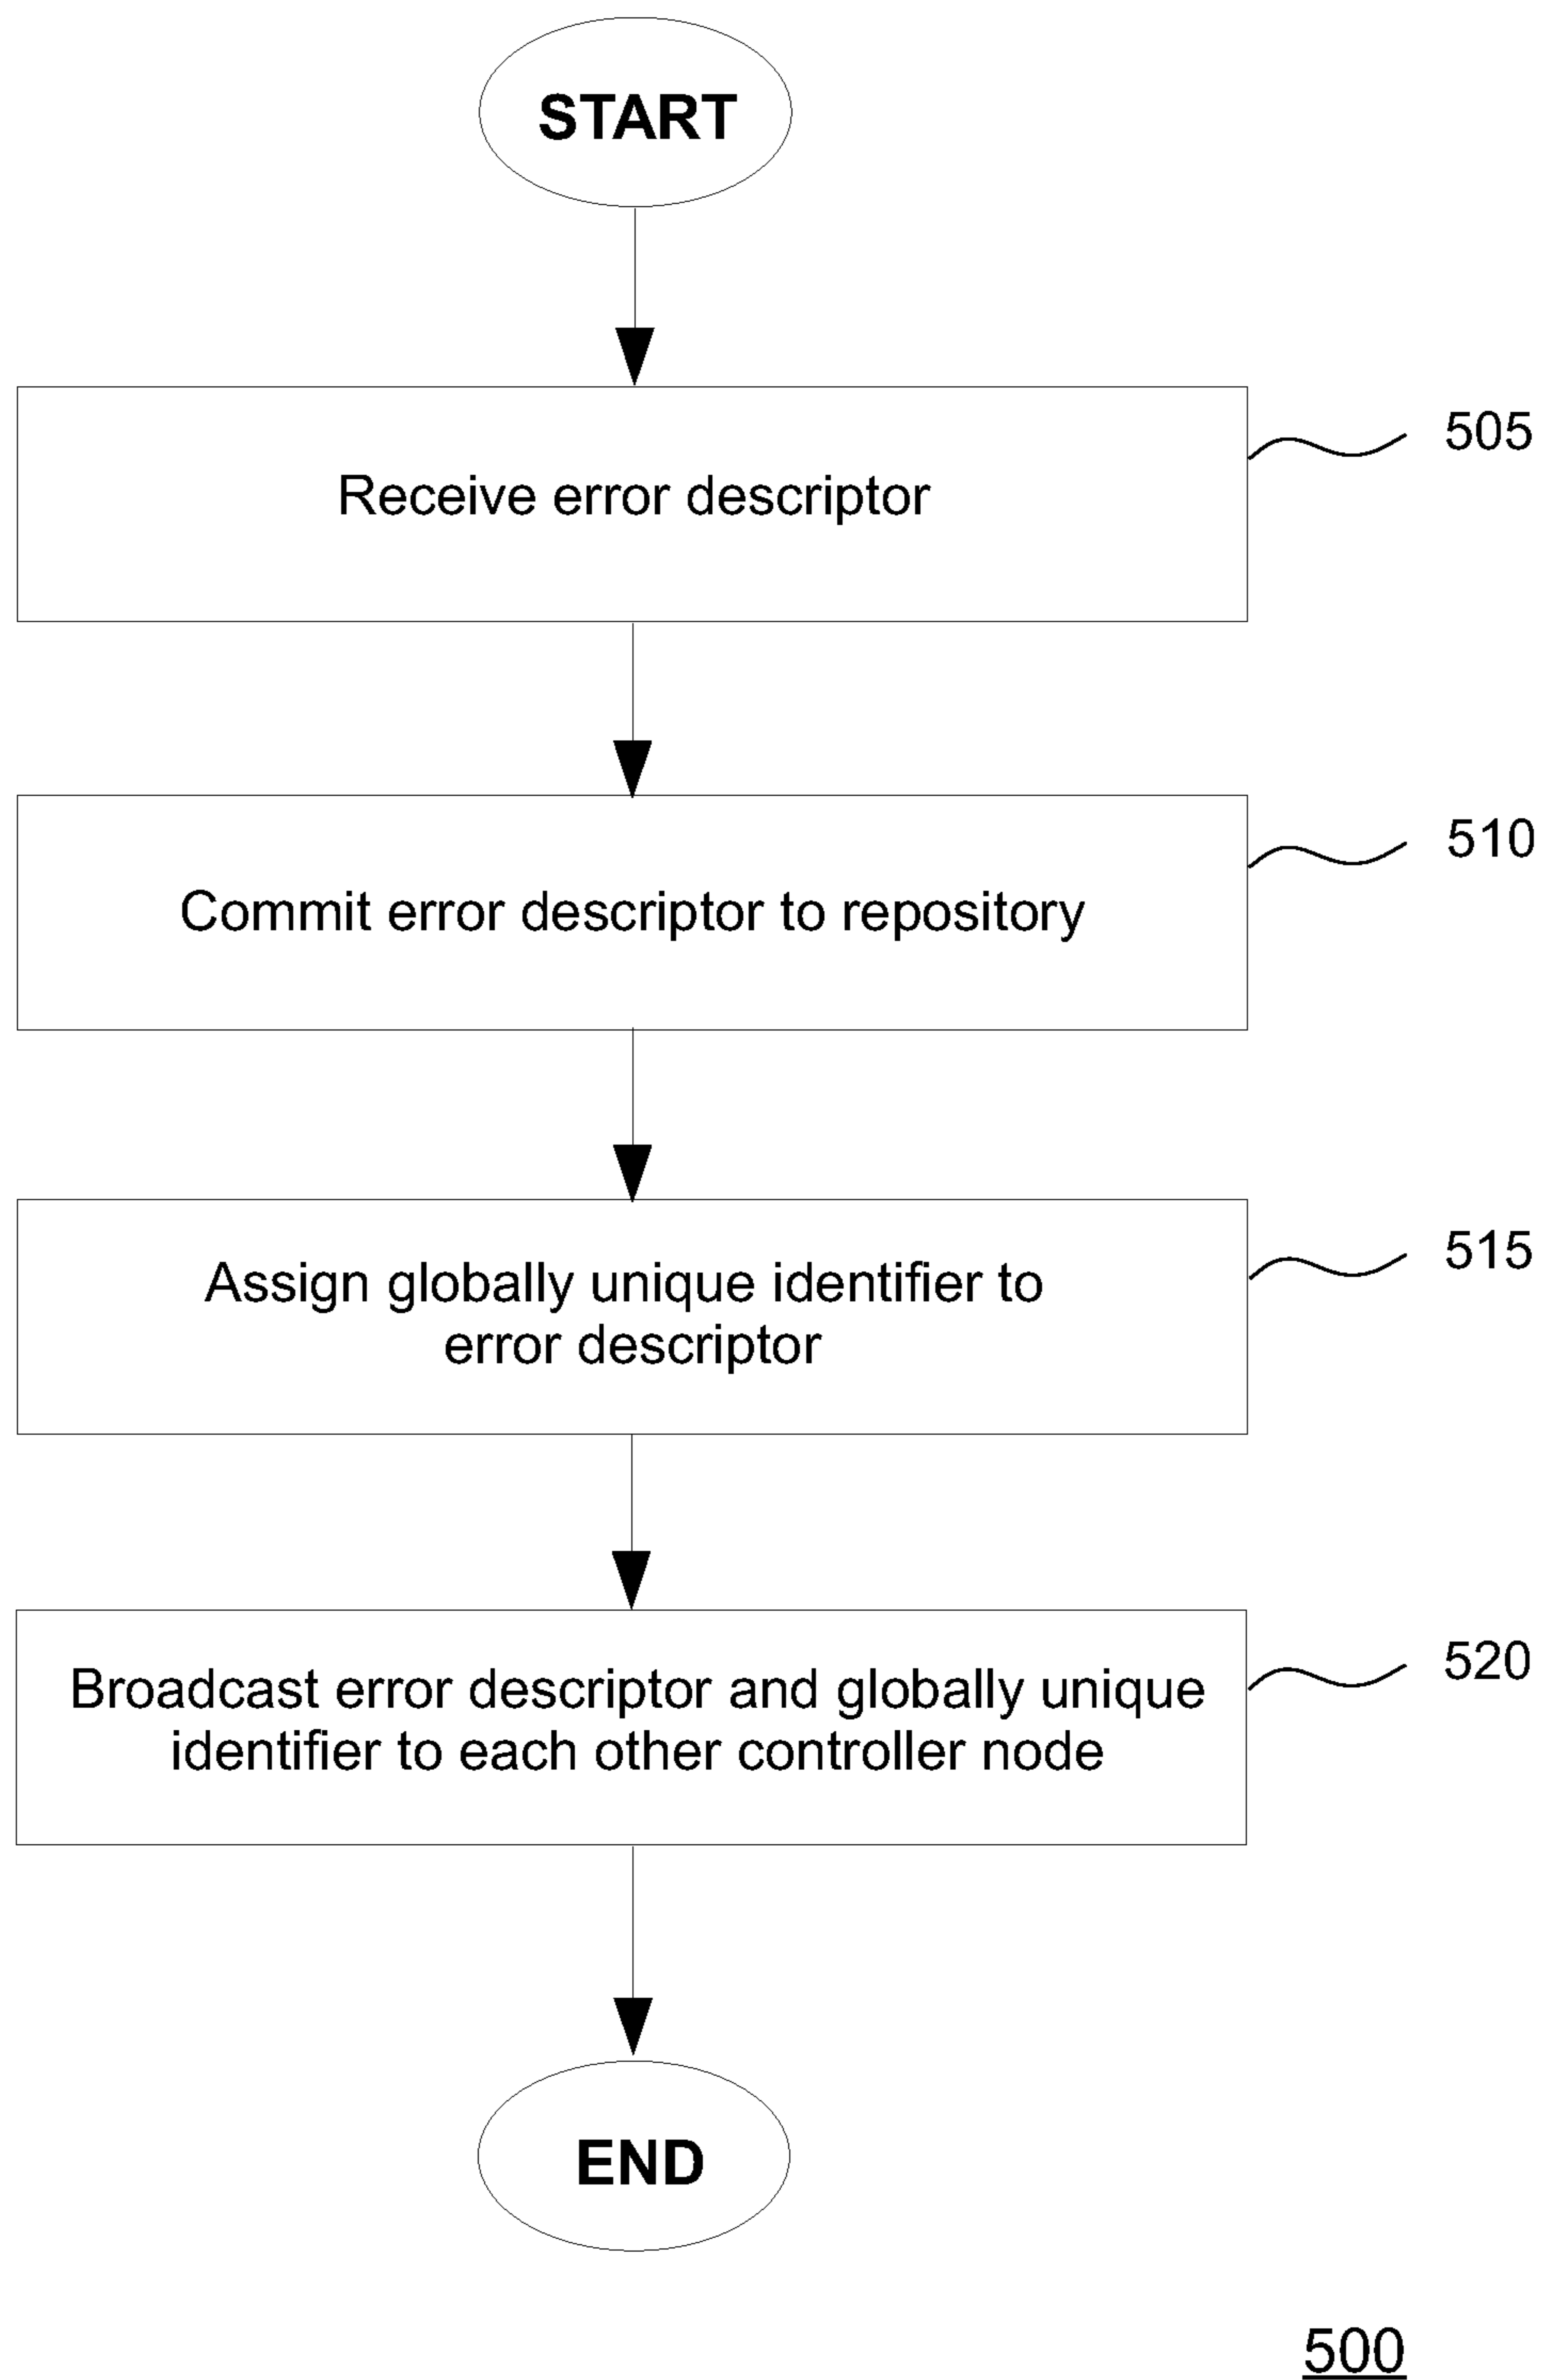 START
Receive error descriptor
505
Commit error descriptor to repository
510
Assign globally unique identifier to
error descriptor
515
Broadcast error descriptor and globally unique
identifier to each other controller node
520
END
500